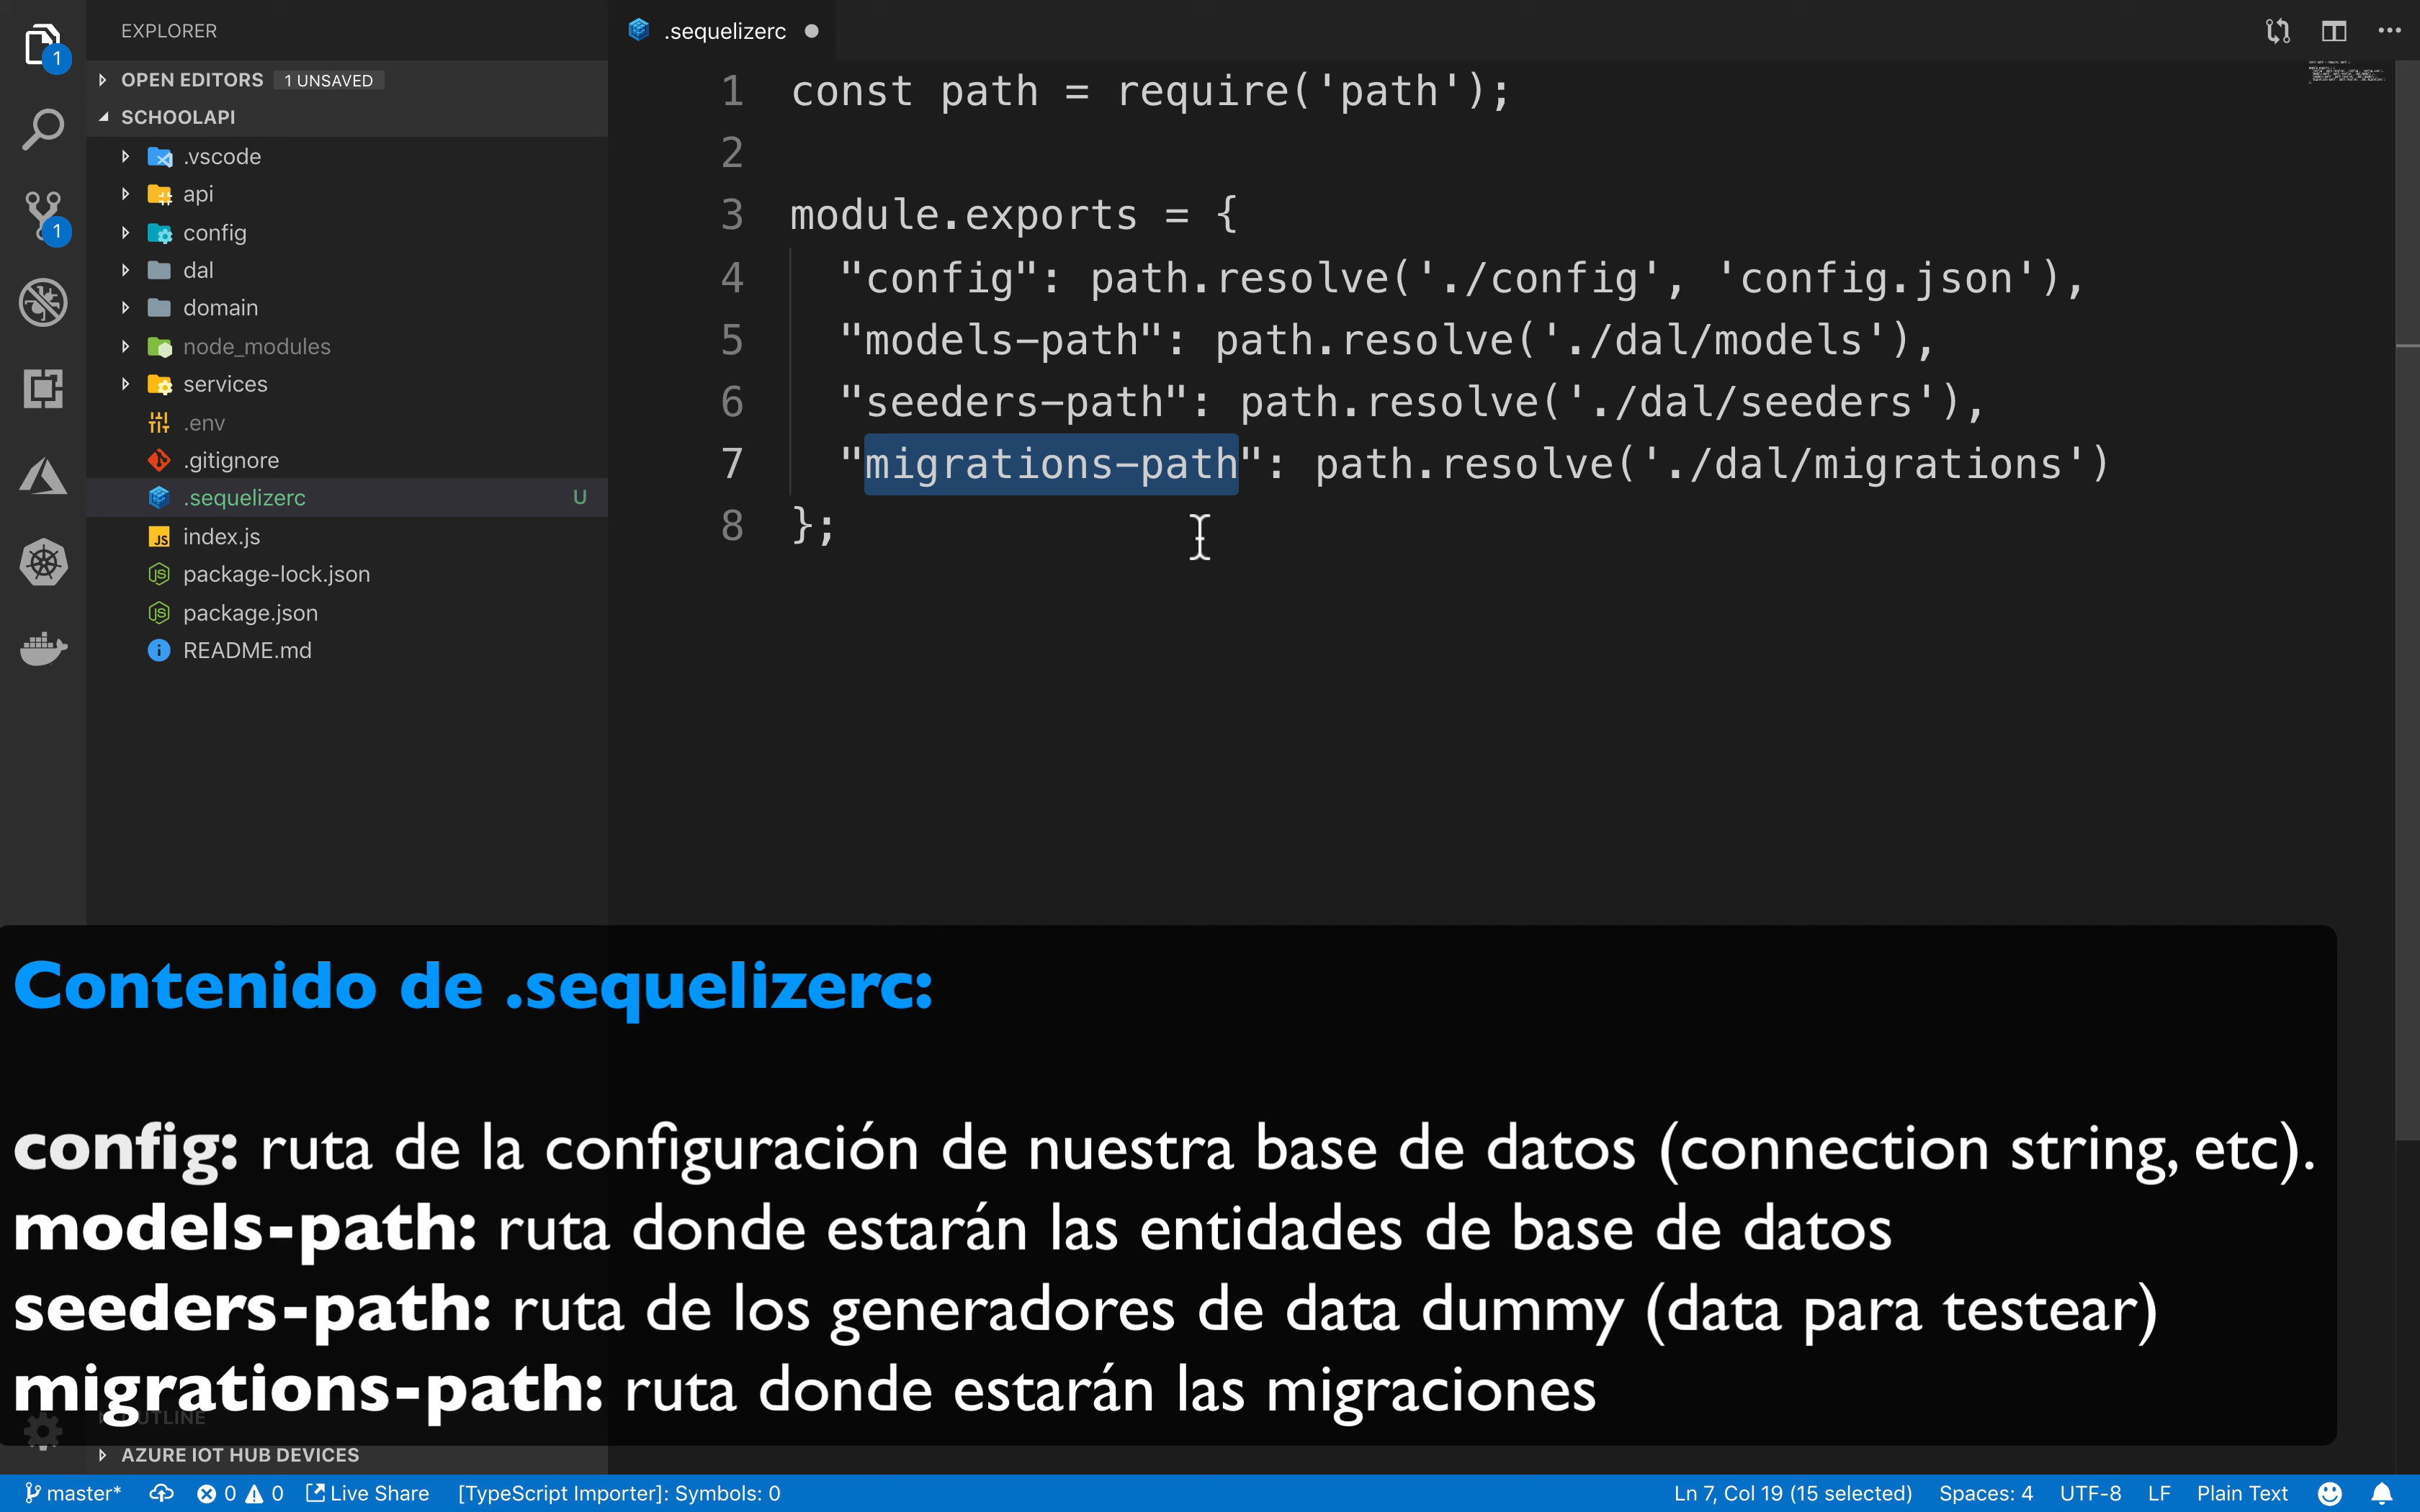 EXPLORER
OPEN EDITORS 1 UNSAVED
SCHOOLAPI
.vscode
api
config
dal
domain
node_modules
services
.env
.gitignore
.sequelizerc U
index.js
package-lock.json
package.json
README.md
OUTLINE
AZURE IOT HUB DEVICES
1
1
.sequelizerc
1 const path = require('path');
2
3 module.exports = {
4 "config": path.resolve('./config', 'config.json'),
5 "models-path": path.resolve('./dal/models'),
6 "seeders-path": path.resolve('./dal/seeders'),
7 "migrations-path": path.resolve('./dal/migrations')
8 };
Contenido de .sequelizerc:
config: ruta de la configuración de nuestra base de datos (connection string, etc).
models-path: ruta donde estarán las entidades de base de datos
seeders-path: ruta de los generadores de data dummy (data para testear)
migrations-path: ruta donde estarán las migraciones
master* 0 0 Live Share [TypeScript Importer]: Symbols: 0 Ln 7, Col 19 (15 selected) Spaces: 4 UTF-8 LF Plain Text